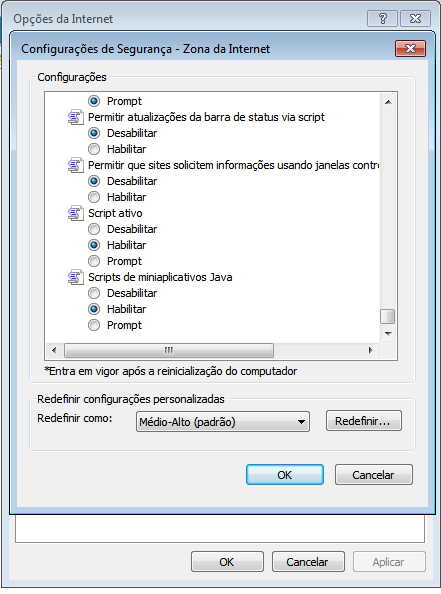 Opções da Internet
Configurações de Segurança - Zona da Internet
Configurações
Prompt
Permitir atualizações da barra de status via script
Desabilitar
Habilitar
Permitir que sites solicitem informações usando janelas contro
Desabilitar
Habilitar
Script ativo
Desabilitar
Habilitar
Prompt
Scripts de miniaplicativos Java
Desabilitar
Habilitar
Prompt
*Entra em vigor após a reinicialização do computador
Redefinir configurações personalizadas
Redefinir como:
Médio-Alto (padrão)
Redefinir...
OK
Cancelar
OK
Cancelar
Aplicar